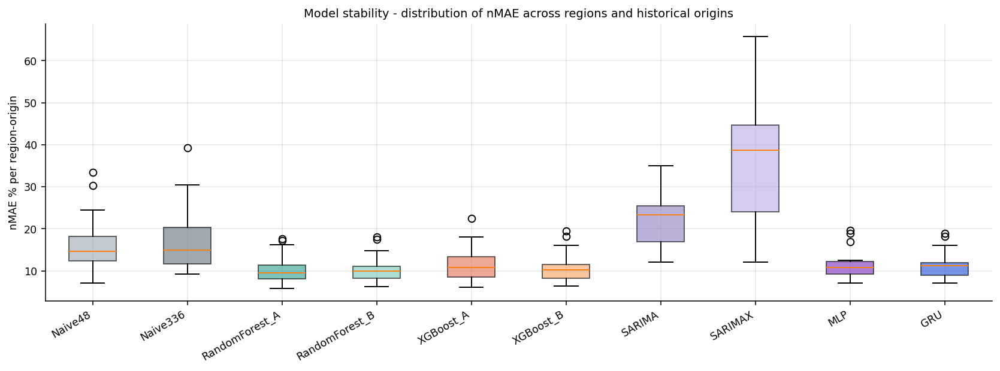 Model stability - distribution of nMAE across regions and historical origins
nMAE % per region-origin
60
50
40
30
20
10
Naive48
Naive336
RandomForest_A
RandomForest_B
XGBoost_A
XGBoost_B
SARIMA
SARIMAX
MLP
GRU